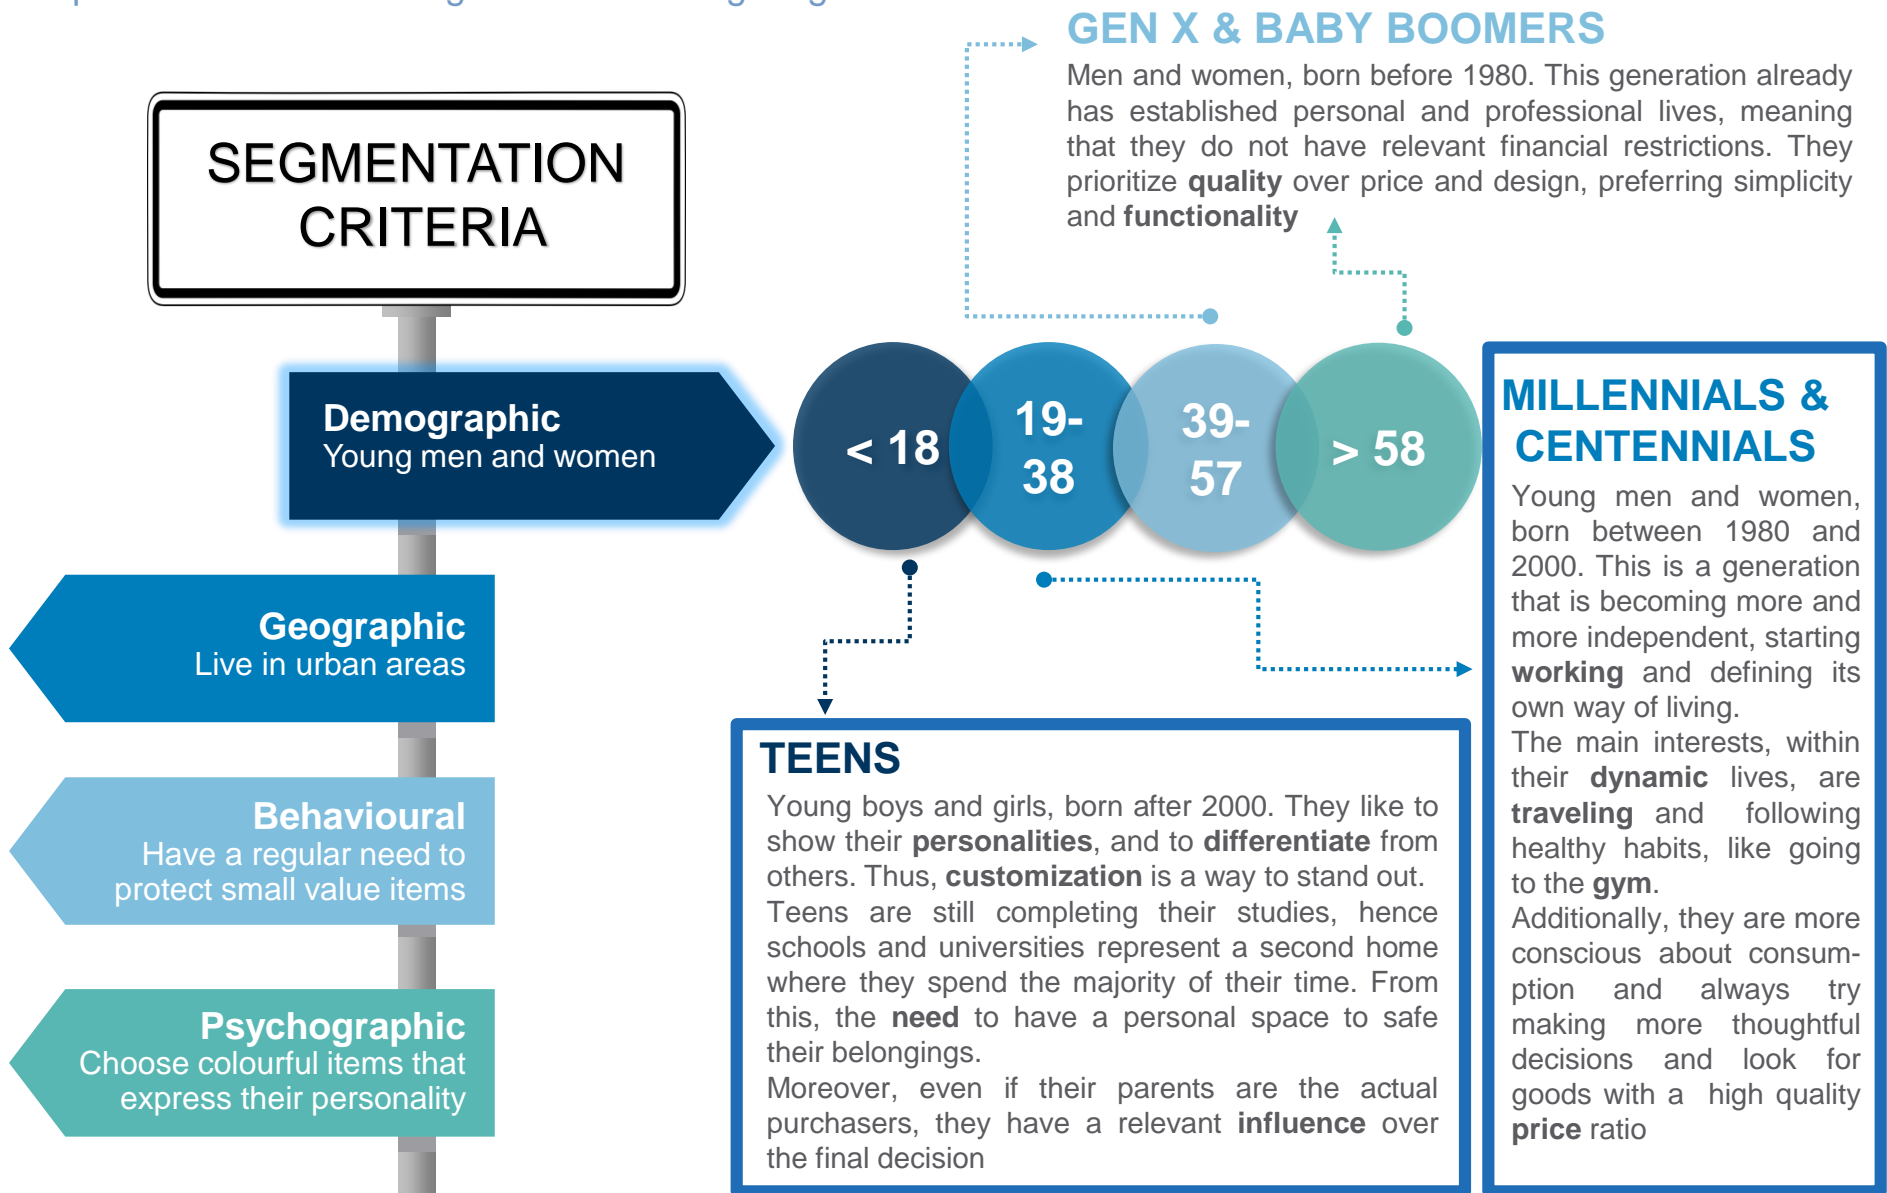 GEN X & BABY BOOMERS
Men and women, born before 1980. This generation already
has established personal and professional lives, meaning
that they do not have relevant financial restrictions. They
prioritize quality over price and design, preferring simplicity
and functionality
SEGMENTATION
CRITERIA
Demographic
Young men and women
< 18
19-
38
39-
57
> 58
Geographic
Live in urban areas
Behavioural
Have a regular need to
protect small value items
Psychographic
Choose colourful items that
express their personality
TEENS
Young boys and girls, born after 2000. They like to
show their personalities, and to differentiate from
others. Thus, customization is a way to stand out.
Teens are still completing their studies, hence
schools and universities represent a second home
where they spend the majority of their time. From
this, the need to have a personal space to safe
their belongings.
Moreover, even if their parents are the actual
purchasers, they have a relevant influence over
the final decision
MILLENNIALS &
CENTENNIALS
Young men and women,
born between 1980 and
2000. This is a generation
that is becoming more and
more independent, starting
working and defining its
own way of living.
The main interests, within
their dynamic lives, are
traveling and following
healthy habits, like going
to the gym.
Additionally, they are more
conscious about consum-
ption and always try
making more thoughtful
decisions and look for
goods with a high quality
price ratio